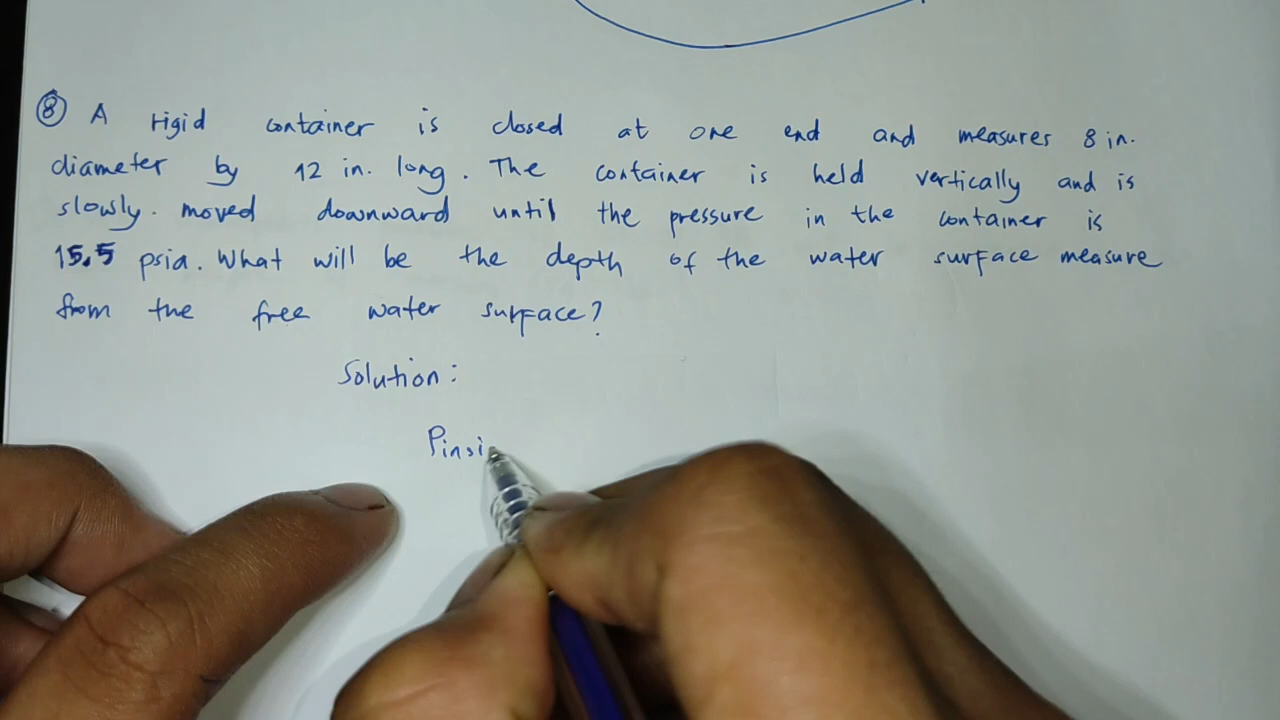 ⑧ A rigid container is closed at one end and measures 8 in.
diameter by 12 in. long. The container is held vertically and is
slowly. moved downward until the pressure in the container is
15.5 psia. What will be the depth of the water surface measure
from the free water surface?
Solution:
Pinsi